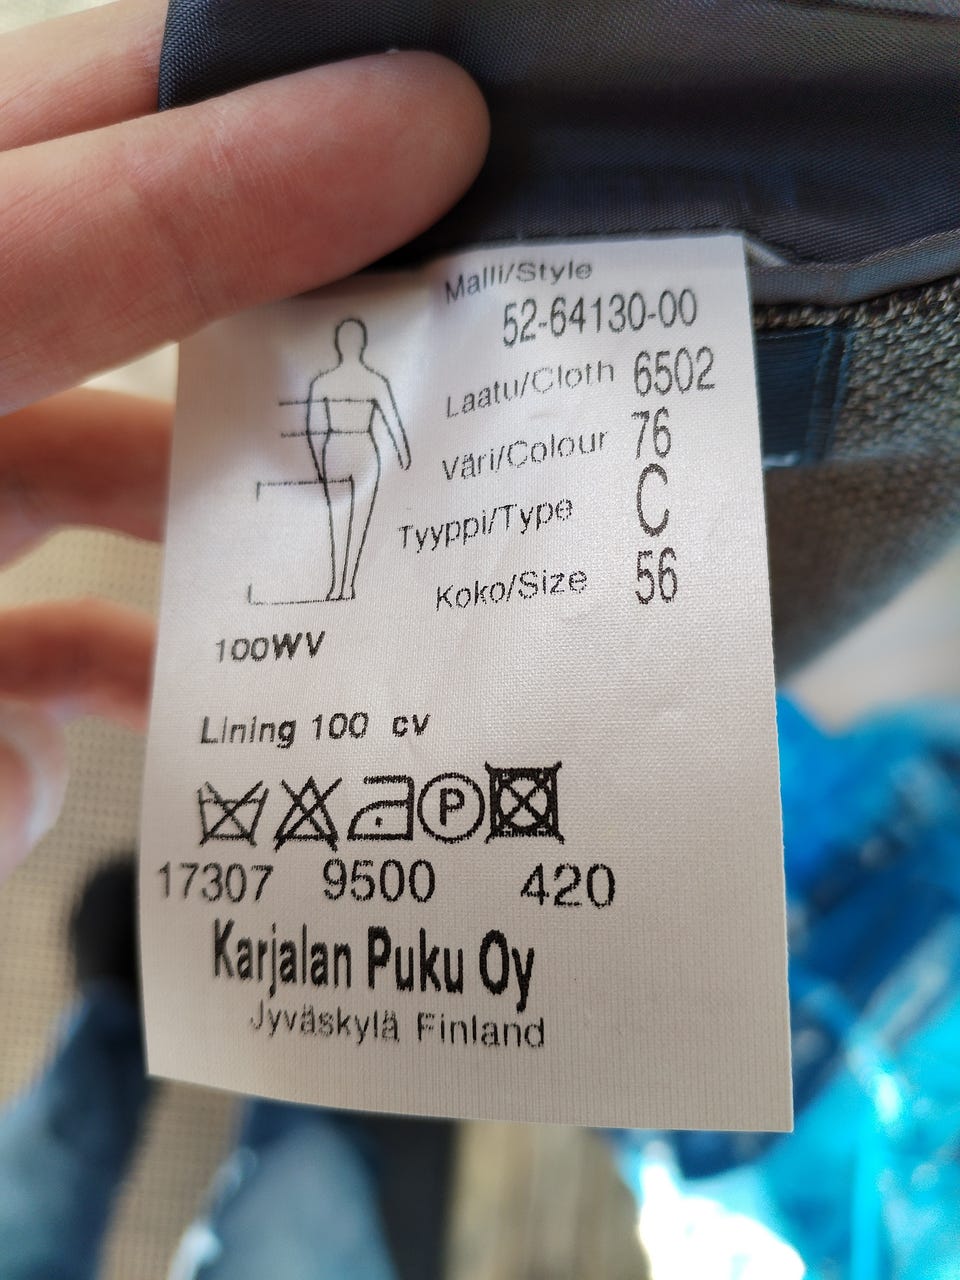 Malli/Style
52-64130-00
Laatu/Cloth 6502
Väri/Colour 76
Tyyppi/Type C
Koko/Size 56
100WV
Lining 100 cv
P
17307 9500 420
Karjalan Puku Oy
Jyväskylä Finland